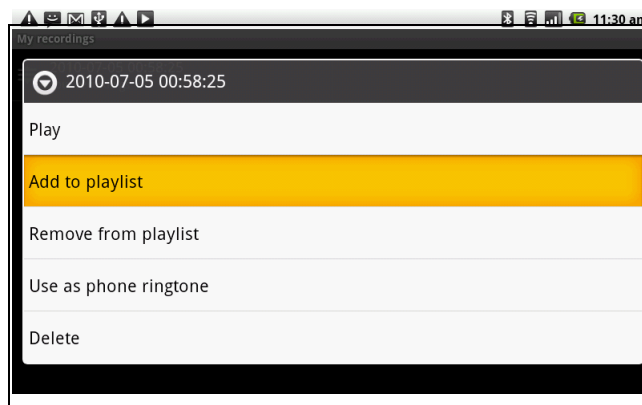 11:30 am
My recordings
2010-07-05 00:58:25
Play
Add to playlist
Remove from playlist
Use as phone ringtone
Delete